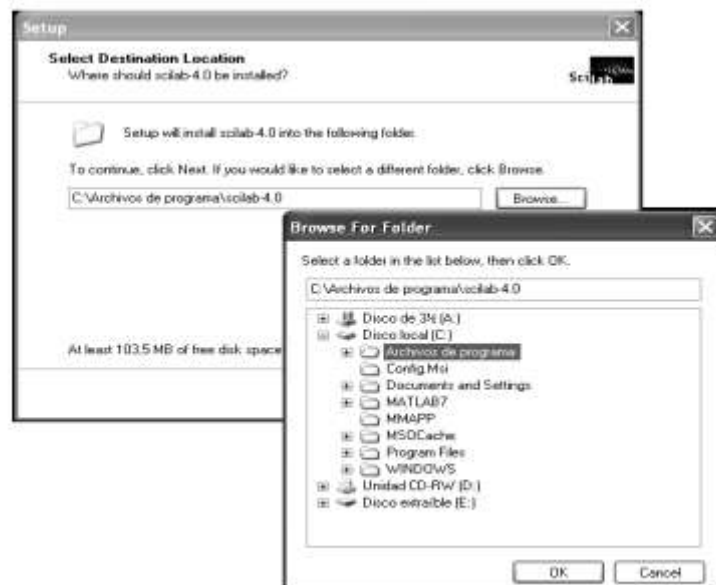 Setup
Select Destination Location
Where should scilab-4.0 be installed?
Scilab
Setup will install scilab-4.0 into the following folder.
To continue, click Next. If you would like to select a different folder, click Browse.
C:\Archivos de programa\scilab-4.0
Browse...
At least 103.5 MB of free disk space
Browse For Folder
Select a folder in the list below, then click OK.
C:\Archivos de programa\scilab-4.0
Disco de 3½ (A:)
Disco local (C:)
Archivos de programa
Config.Msi
Documents and Settings
MATLAB7
MMAPP
MSOCache
Program Files
WINDOWS
Unidad CD-RW (D:)
Disco extraíble (E:)
OK
Cancel